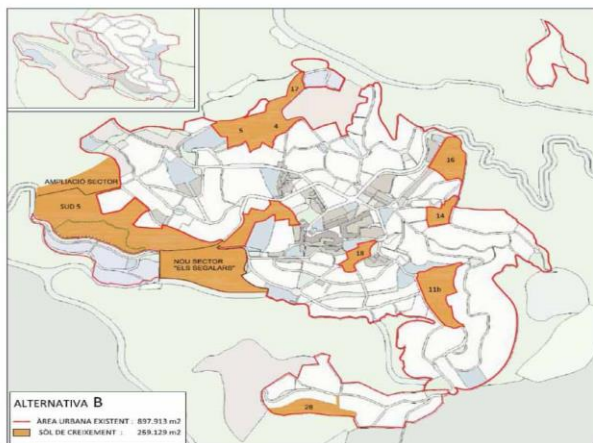 17
5
4
16
AMPLIACIÓ SECTOR
SUD 5
14
NOU SECTOR
"ELS BEGALARS"
18
11b
28
ALTERNATIVA B
ÀREA URBANA EXISTENT : 897.913 m2
SÒL DE CREIXEMENT : 269.129 m2